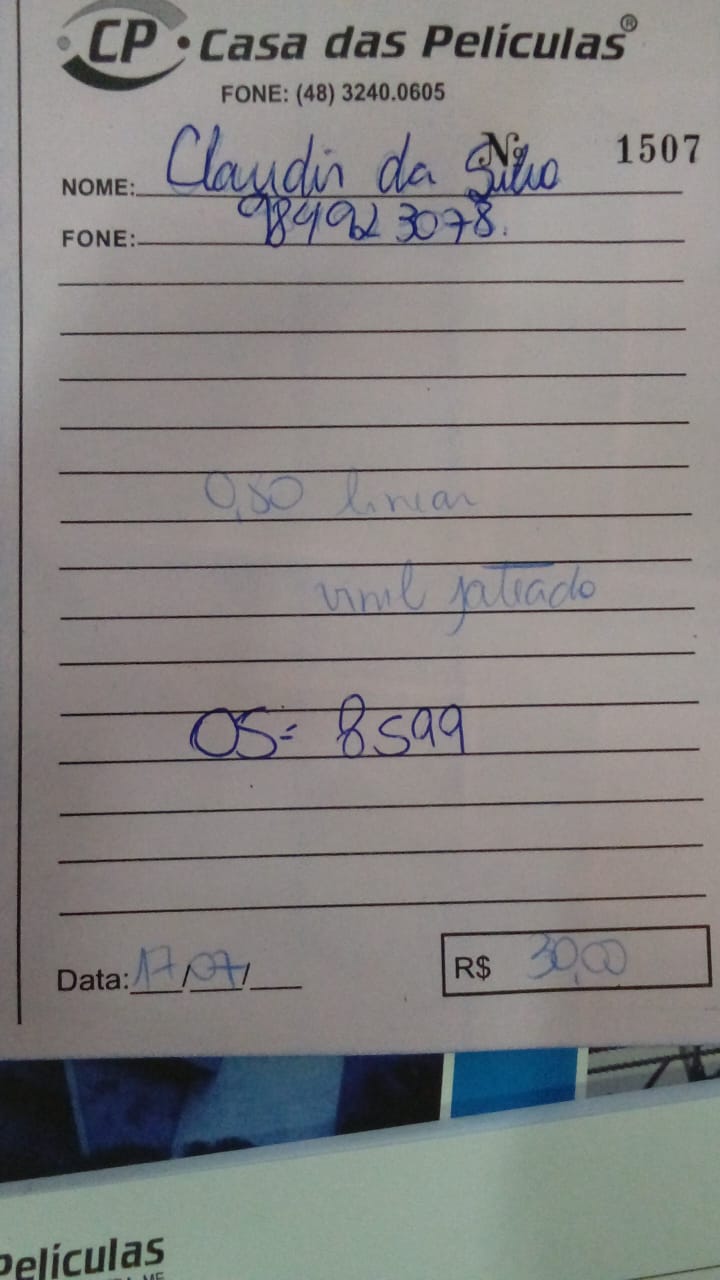 CP • Casa das Películas®
FONE: (48) 3240.0605
Nº 1507
NOME: Claudir da Silva
FONE: 984923078.
0,80 linear
vinil jateado
OS= 8599
Data: 17/07/
R$ 30,00
Películas
ME